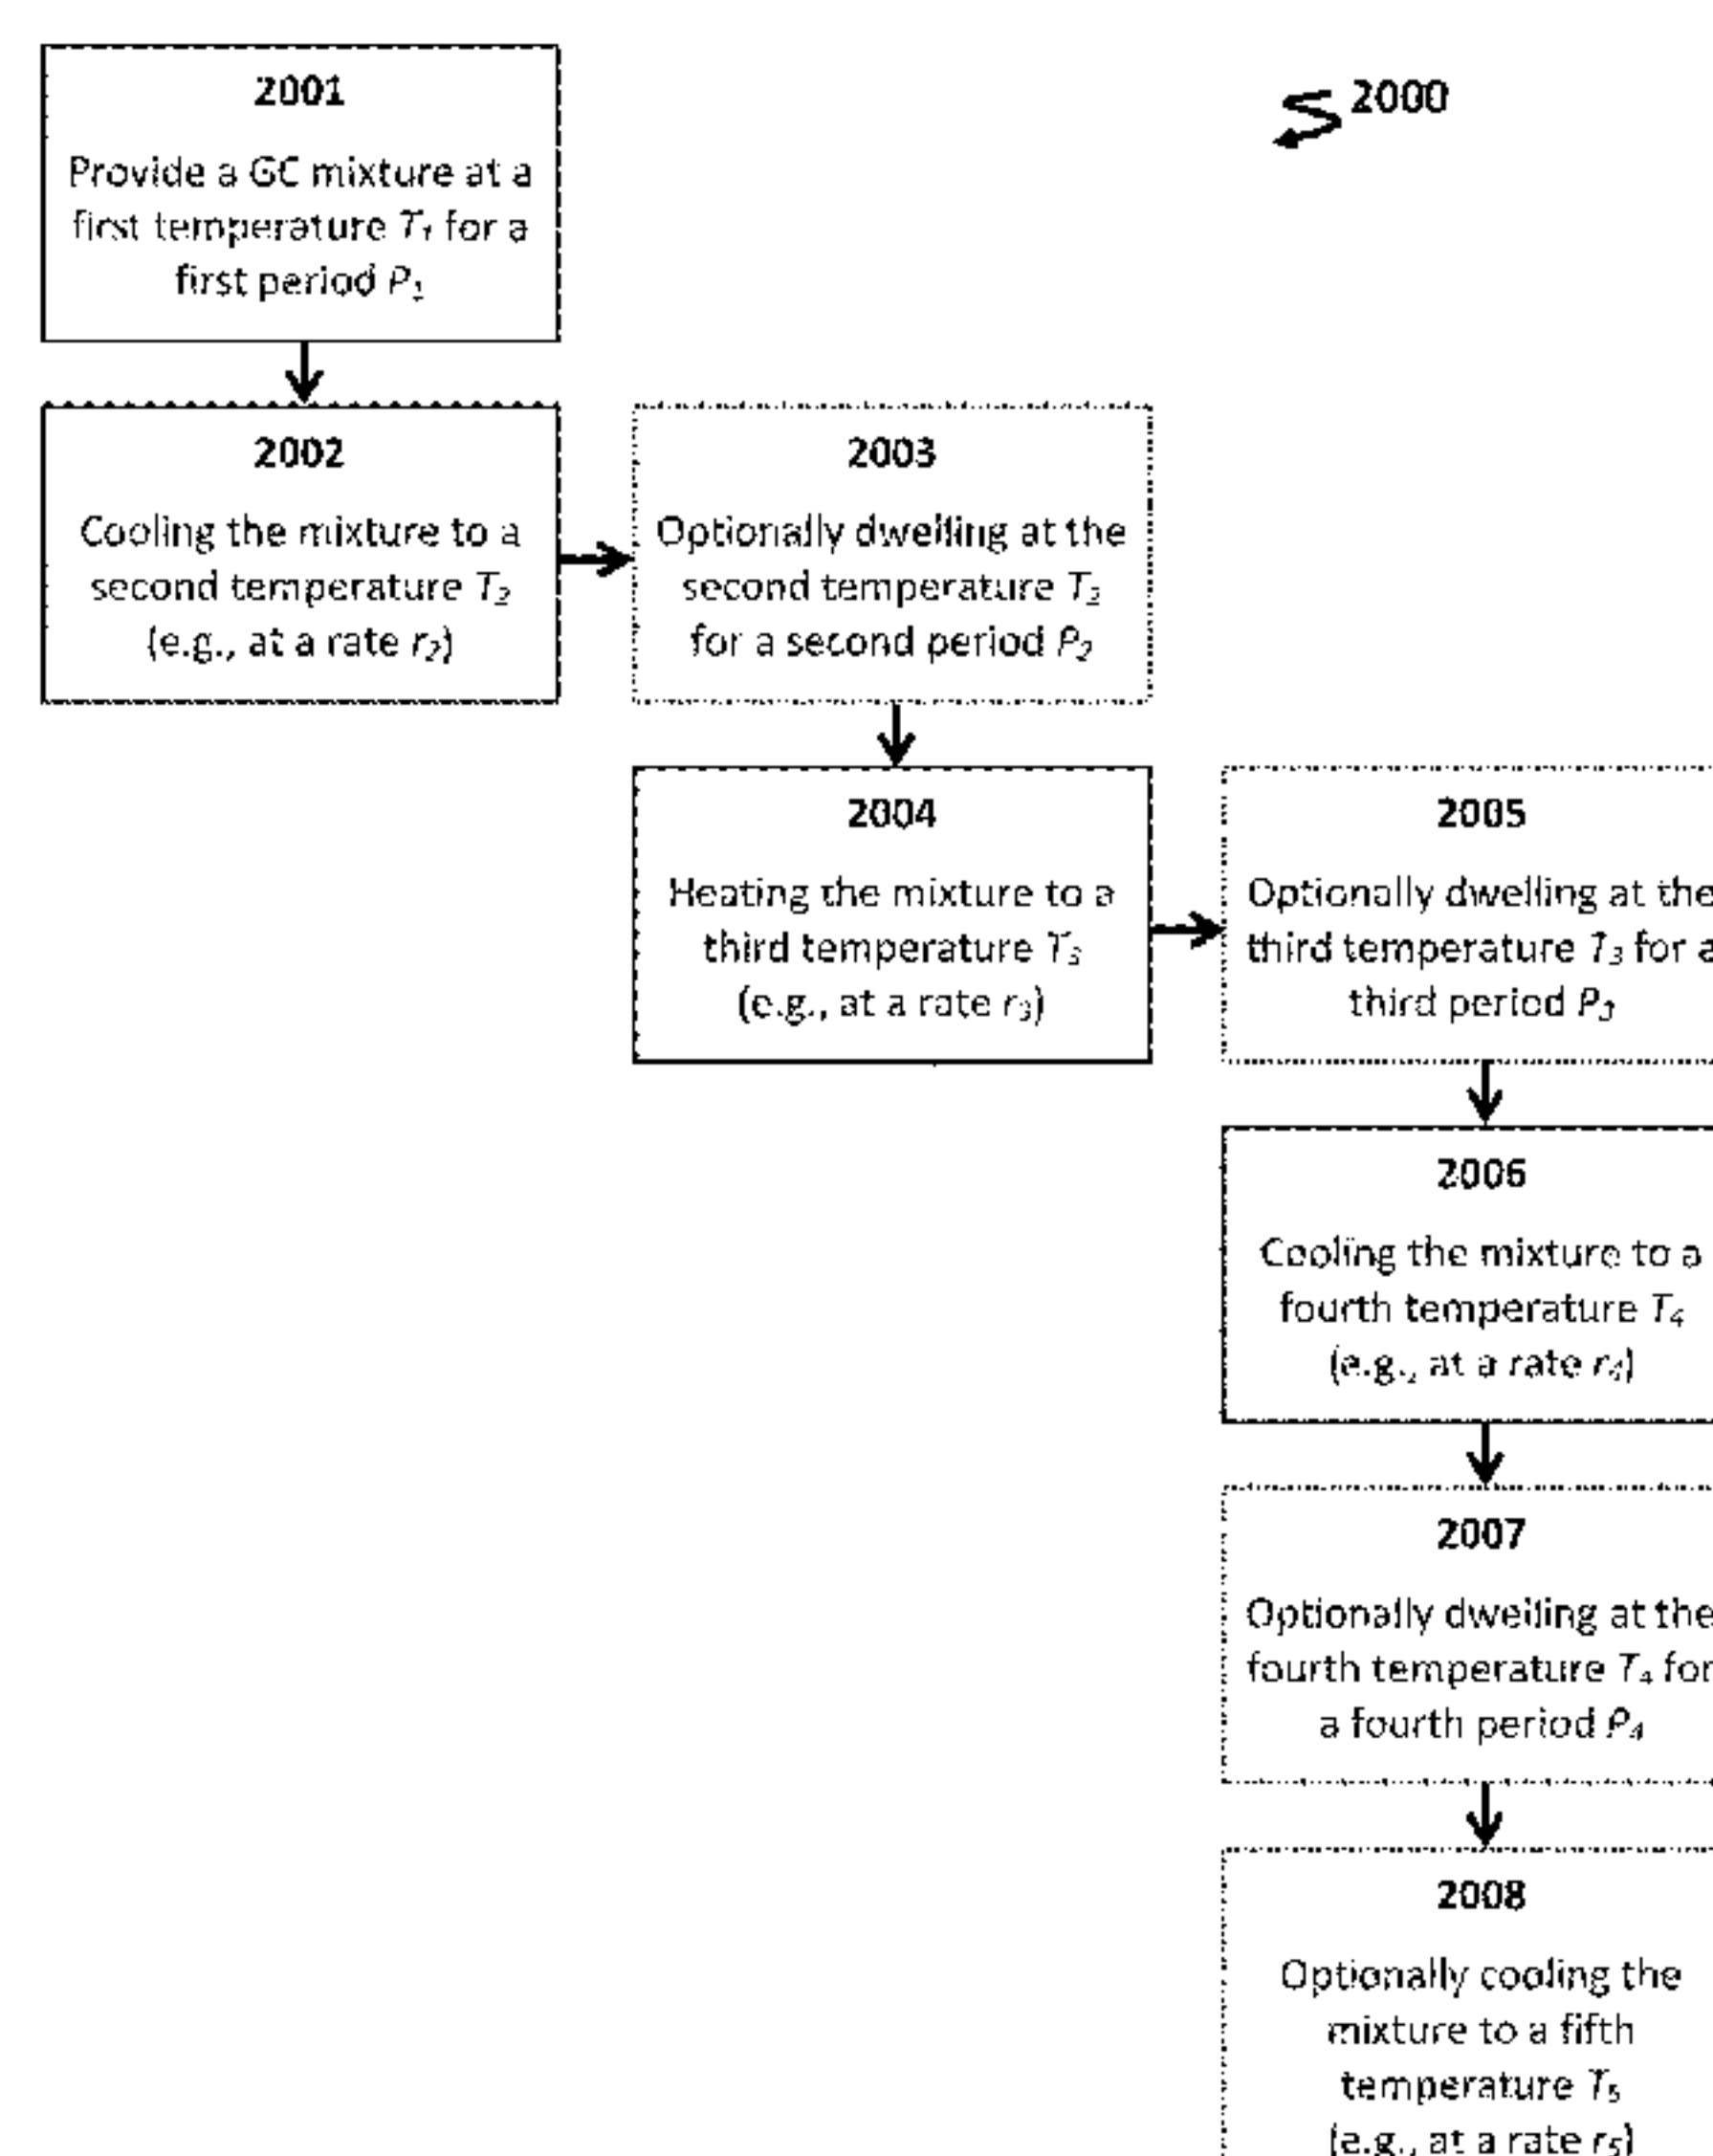 2000
2001
Provide a GC mixture at a
first temperature T₁ for a
first period P₁
2002
Cooling the mixture to a
second temperature T₂
(e.g., at a rate r₂)
2003
Optionally dwelling at the
second temperature T₂
for a second period P₂
2004
Heating the mixture to a
third temperature T₃
(e.g., at a rate r₃)
2005
Optionally dwelling at the
third temperature T₃ for a
third period P₃
2006
Cooling the mixture to a
fourth temperature T₄
(e.g., at a rate r₄)
2007
Optionally dwelling at the
fourth temperature T₄ for
a fourth period P₄
2008
Optionally cooling the
mixture to a fifth
temperature T₅
(e.g., at a rate r₅)